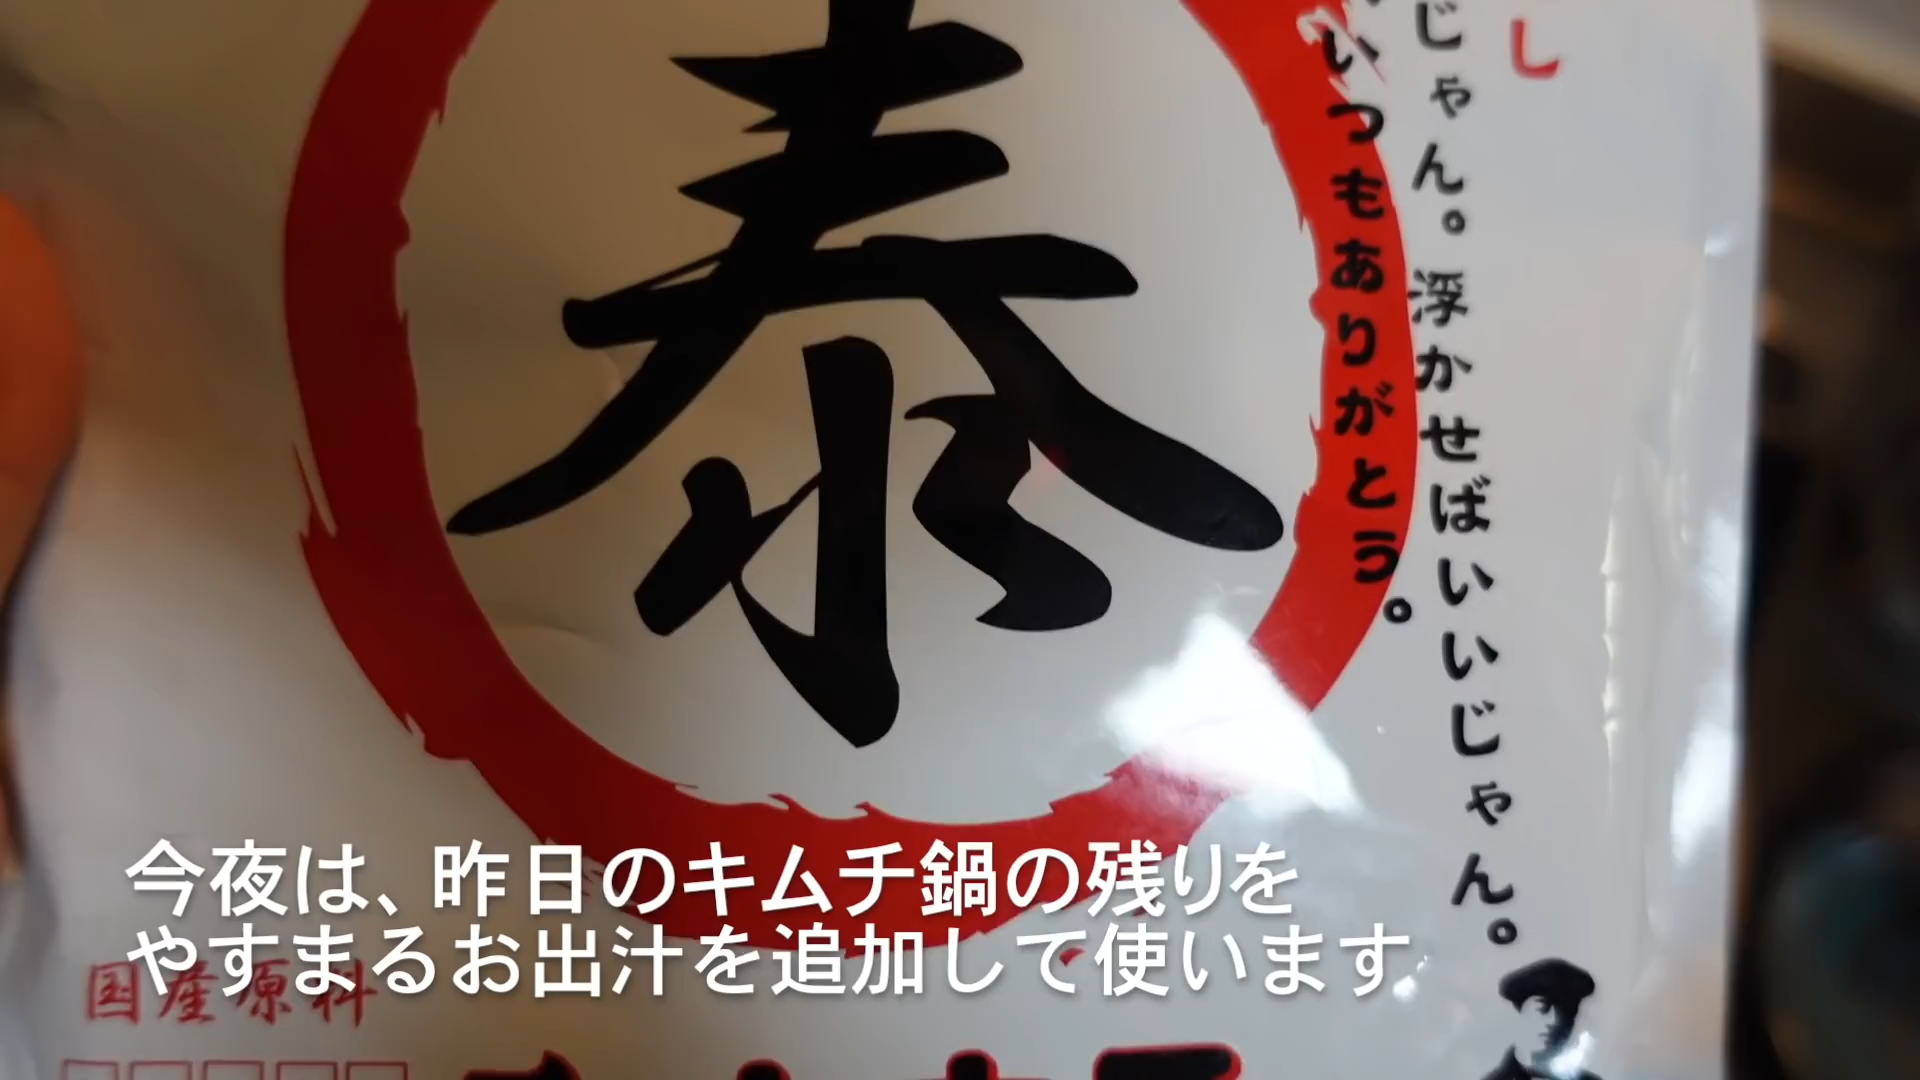 し
じゃん。浮かせばいいじゃん。
いつもありがとう。
泰
今夜は、昨日のキムチ鍋の残りを
やすまるお出汁を追加して使います
国産原料